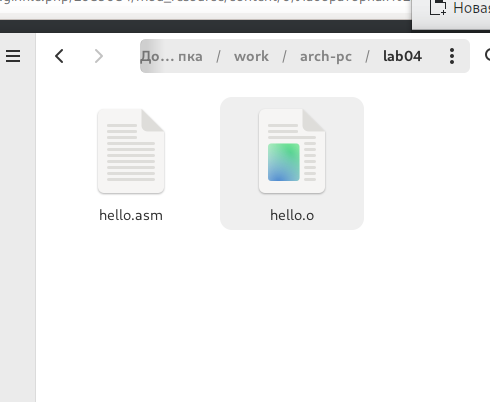 Новая
До… пка / work / arch-pc / lab04
hello.asm
hello.o